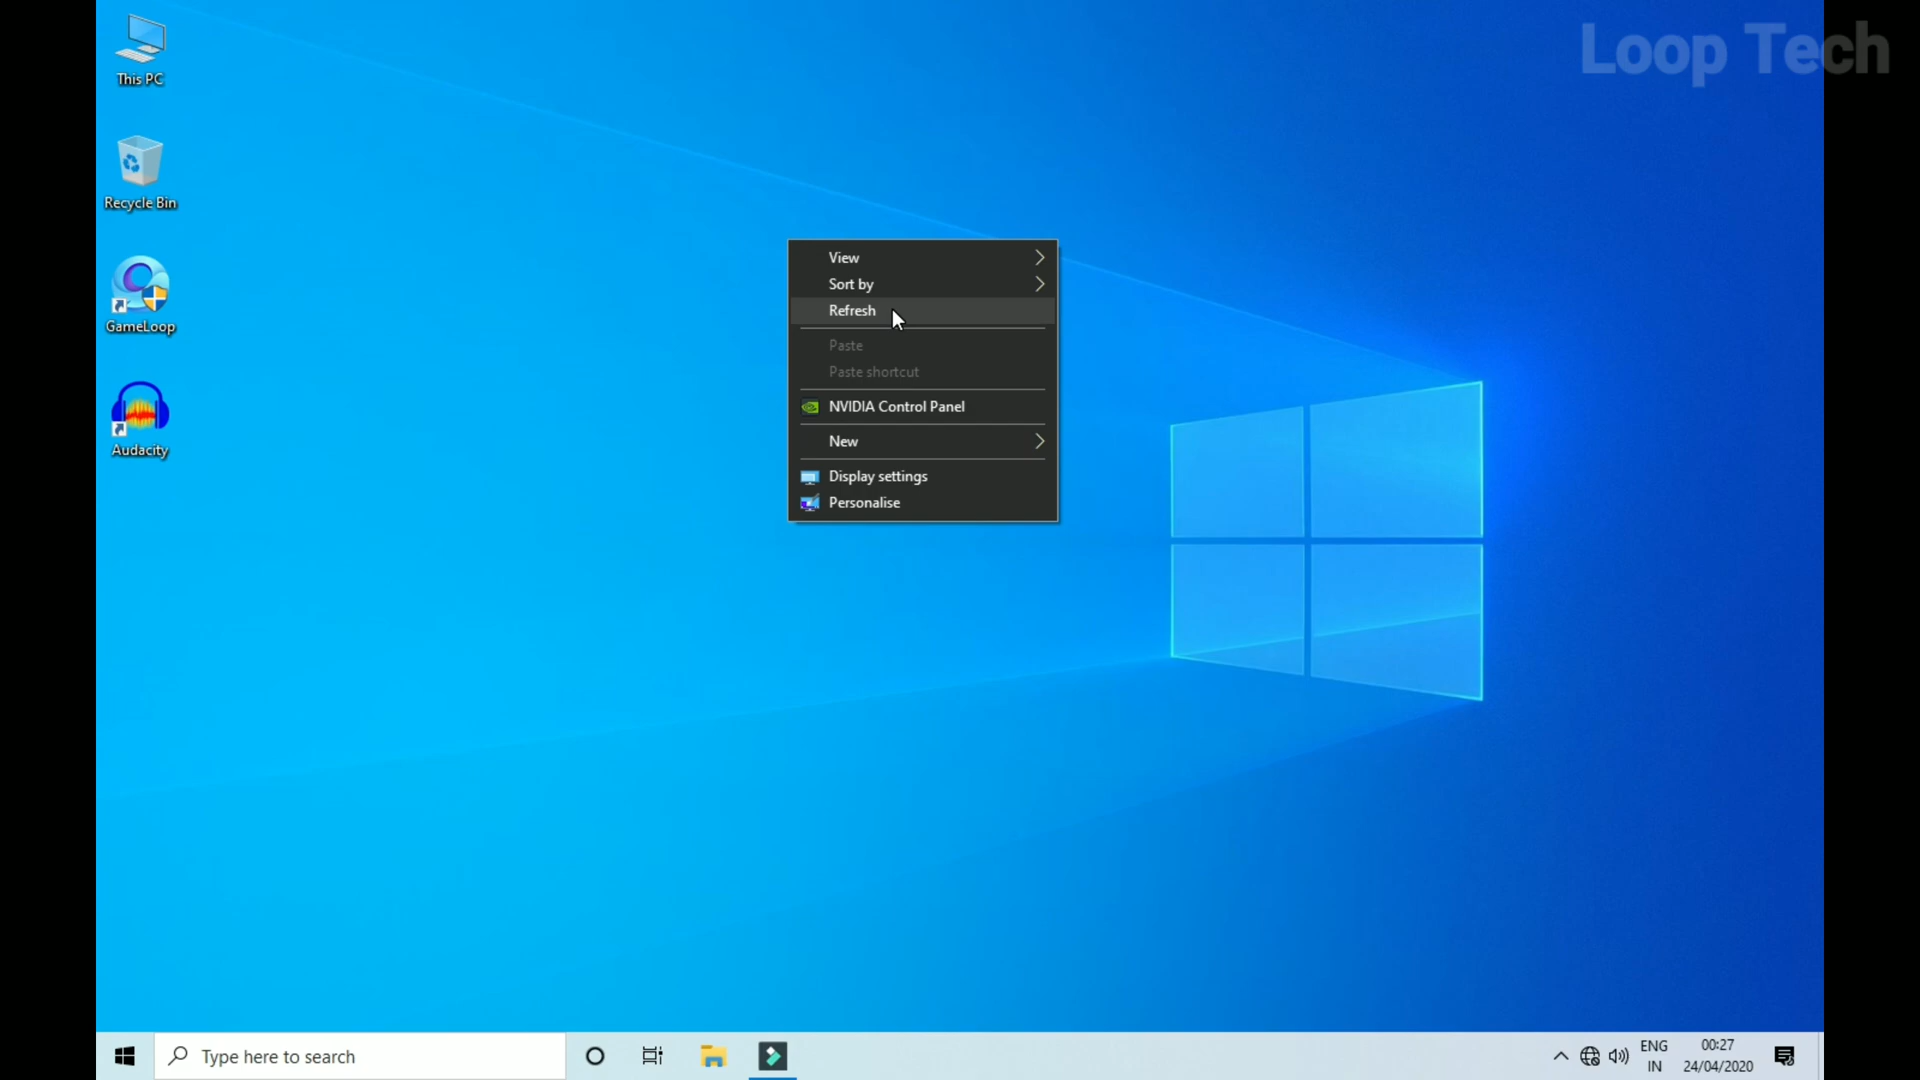 Loop Tech
This PC
Recycle Bin
GameLoop
Audacity
View
Sort by
Refresh
Paste
Paste shortcut
NVIDIA Control Panel
New
Display settings
Personalise
Type here to search
ENG
IN
00:27
24/04/2020